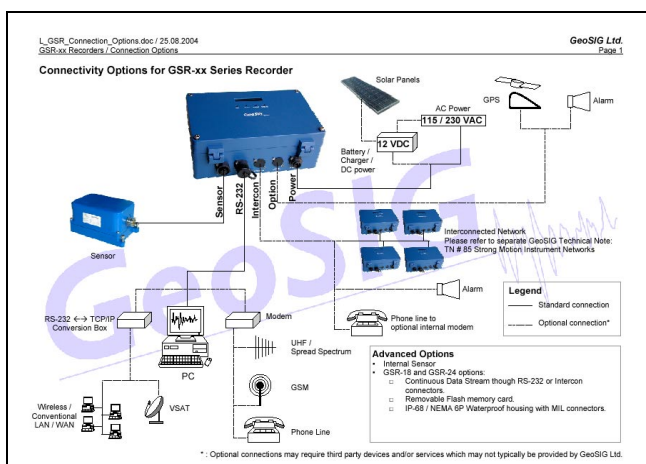 L_GSR_Connection_Options.doc / 25.08.2004
GeoSIG Ltd.
GSR-xx Recorders / Connection Options
Page 1
Connectivity Options for GSR-xx Series Recorder
Solar Panels
AC Power
115 / 230 VAC
GPS
Alarm
12 VDC
Battery /
Charger /
DC power
GeoSIG
Sensor
RS-232
Intercon
Option
Power
Sensor
Interconnected Network
Please refer to separate GeoSIG Technical Note:
TN # 85 Strong Motion Instrument Networks
Alarm
Phone line to
optional internal modem
Legend
Standard connection
Optional connection*
RS-232 <-> TCP/IP
Conversion Box
PC
Modem
UHF /
Spread Spectrum
GSM
Phone Line
Wireless /
Conventional
LAN / WAN
VSAT
Advanced Options
• Internal Sensor
• GSR-18 and GSR-24 options:
□ Continuous Data Stream though RS-232 or Intercon
connectors.
□ Removable Flash memory card.
□ IP-68 / NEMA 6P Waterproof housing with MIL connectors.
* : Optional connections may require third party devices and/or services which may not typically be provided by GeoSIG Ltd.
GeoSIG